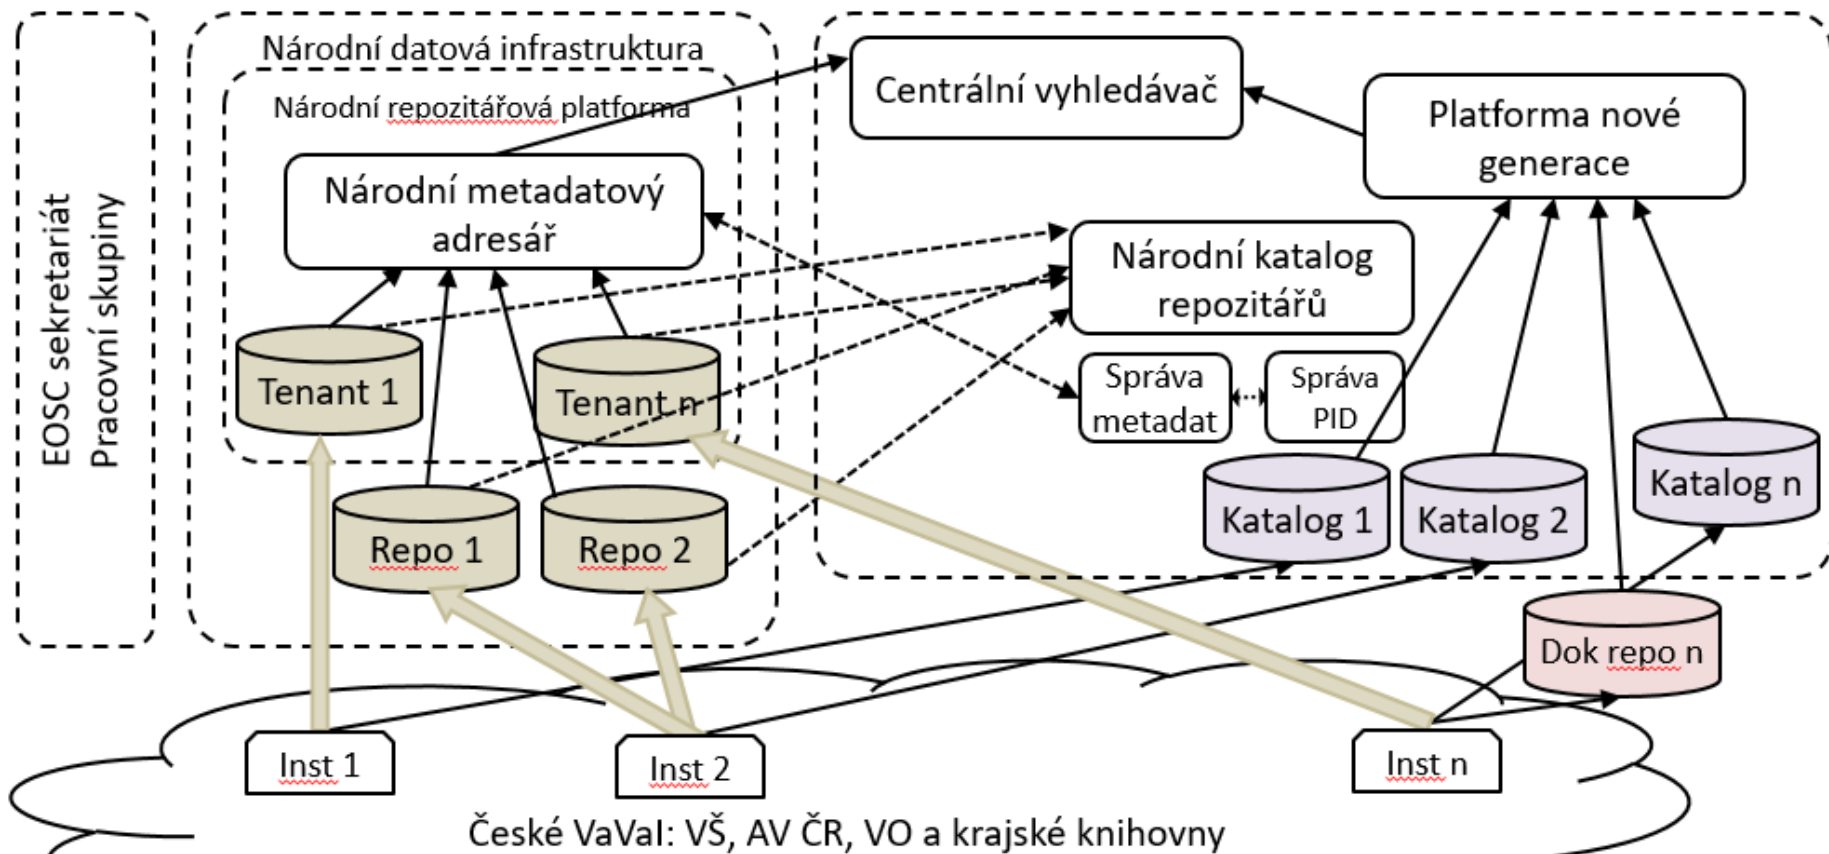 EOSC sekretariát
Pracovní skupiny
Národní datová infrastruktura
Národní repozitářová platforma
Národní metadatový
adresář
Tenant 1
Tenant n
Repo 1
Repo 2
Centrální vyhledávač
Platforma nové
generace
Národní katalog
repozitářů
Správa
metadat
Správa
PID
Katalog 1
Katalog 2
Katalog n
Dok repo n
Inst 1
Inst 2
Inst n
České VaVaI: VŠ, AV ČR, VO a krajské knihovny